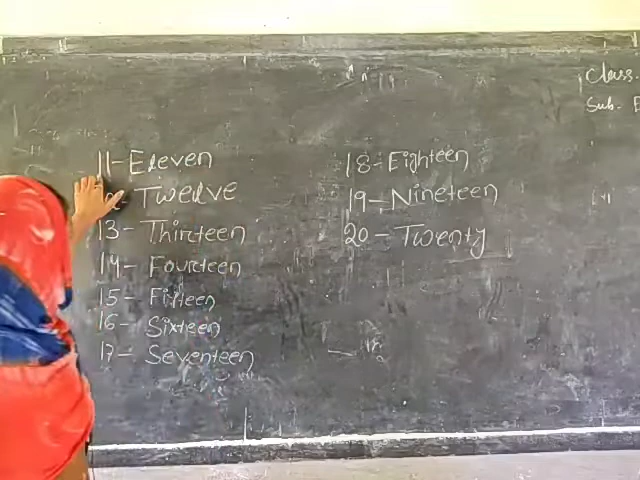 Class.
Sub. E
11- Eleven
- Twelve
13 - Thirteen
14 - Fourteen
15 - Fifteen
16 - Sixteen
17 - Seventeen
18 - Eighteen
19 - Nineteen
20 - Twenty